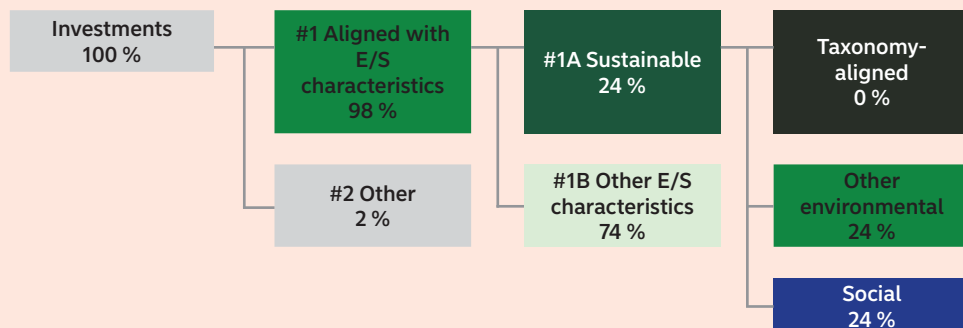 Investments
100 %
#1 Aligned with
E/S
characteristics
98 %
#1A Sustainable
24 %
Taxonomy-
aligned
0 %
#2 Other
2 %
#1B Other E/S
characteristics
74 %
Other
environmental
24 %
Social
24 %